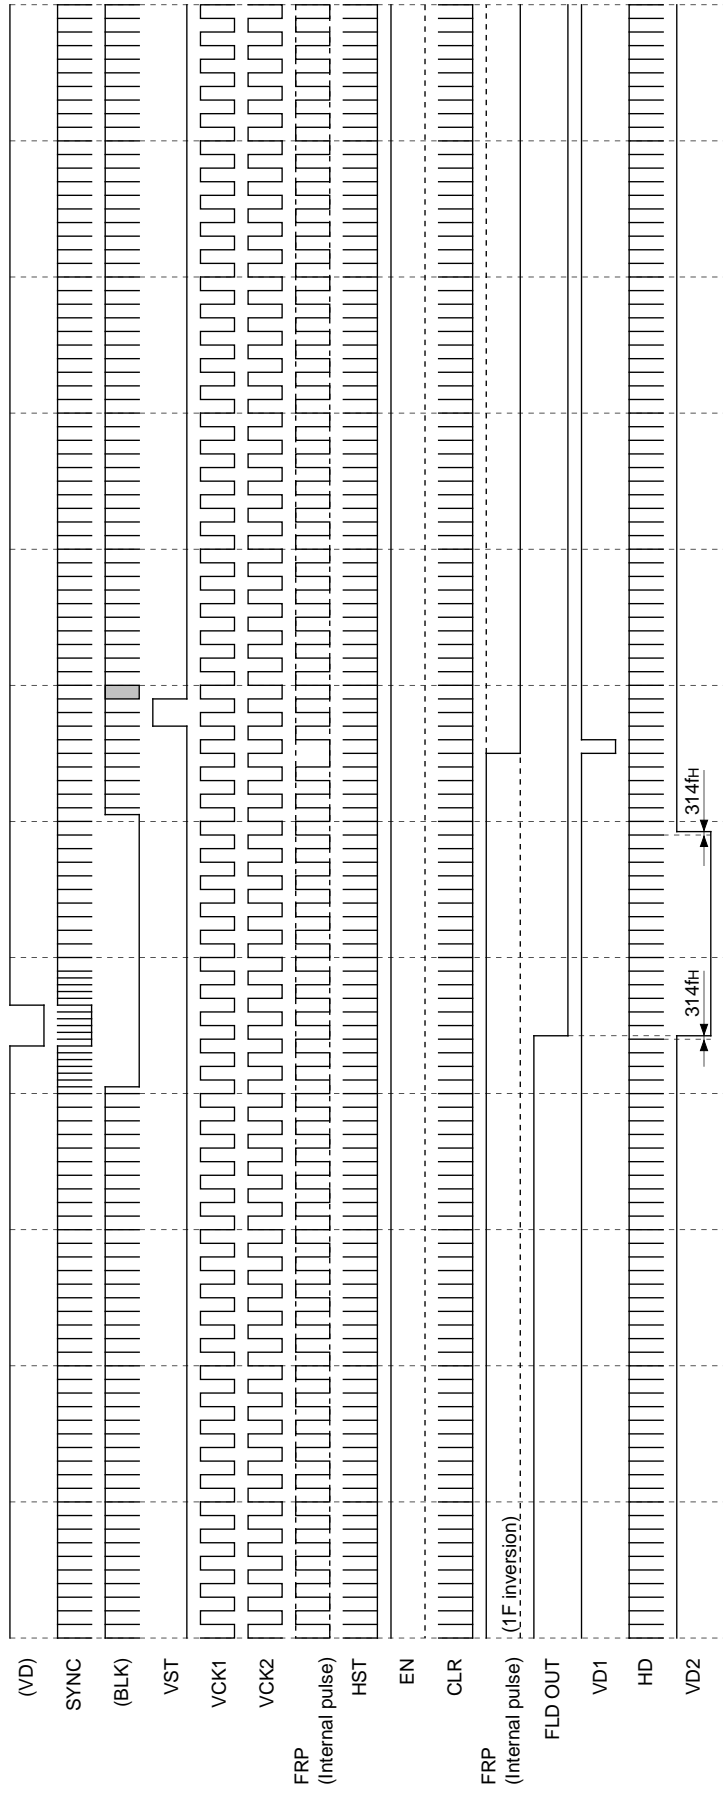 (VD)
SYNC
(BLK)
VST
VCK1
VCK2
FRP
(Internal pulse)
HST
EN
CLR
FRP
(Internal pulse)
(1F inversion)
FLD OUT
VD1
HD
VD2
314fH
314fH